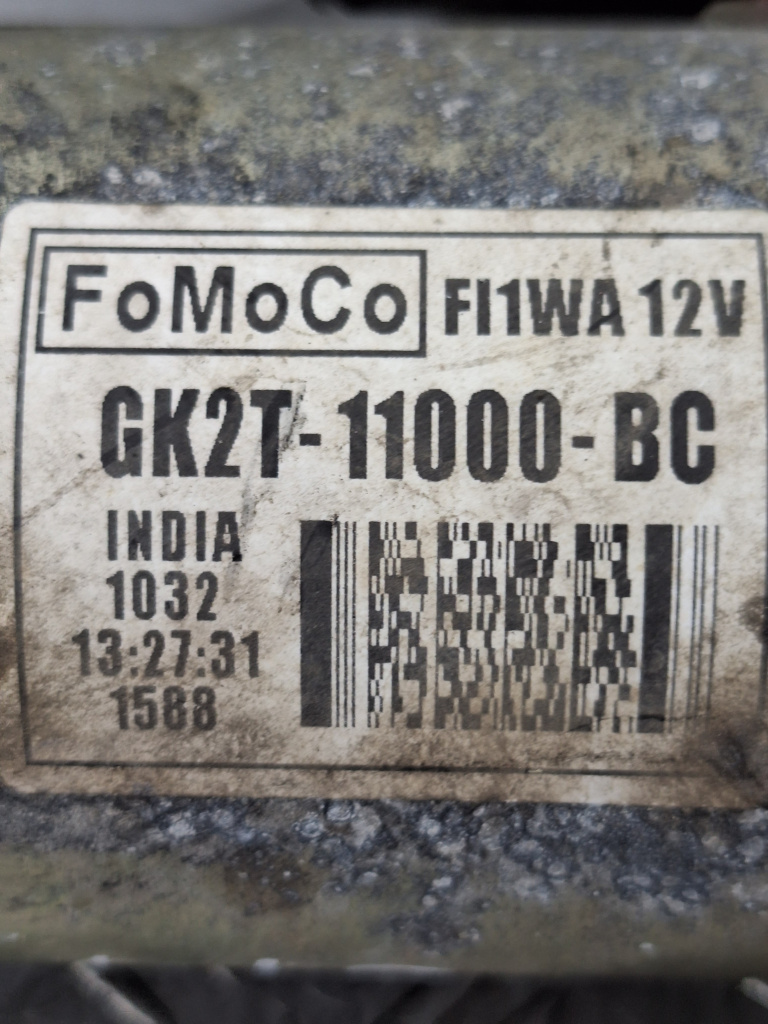 FoMoCo FI1WA 12V
GK2T-11000-BC
INDIA
1032
13:27:31
1588